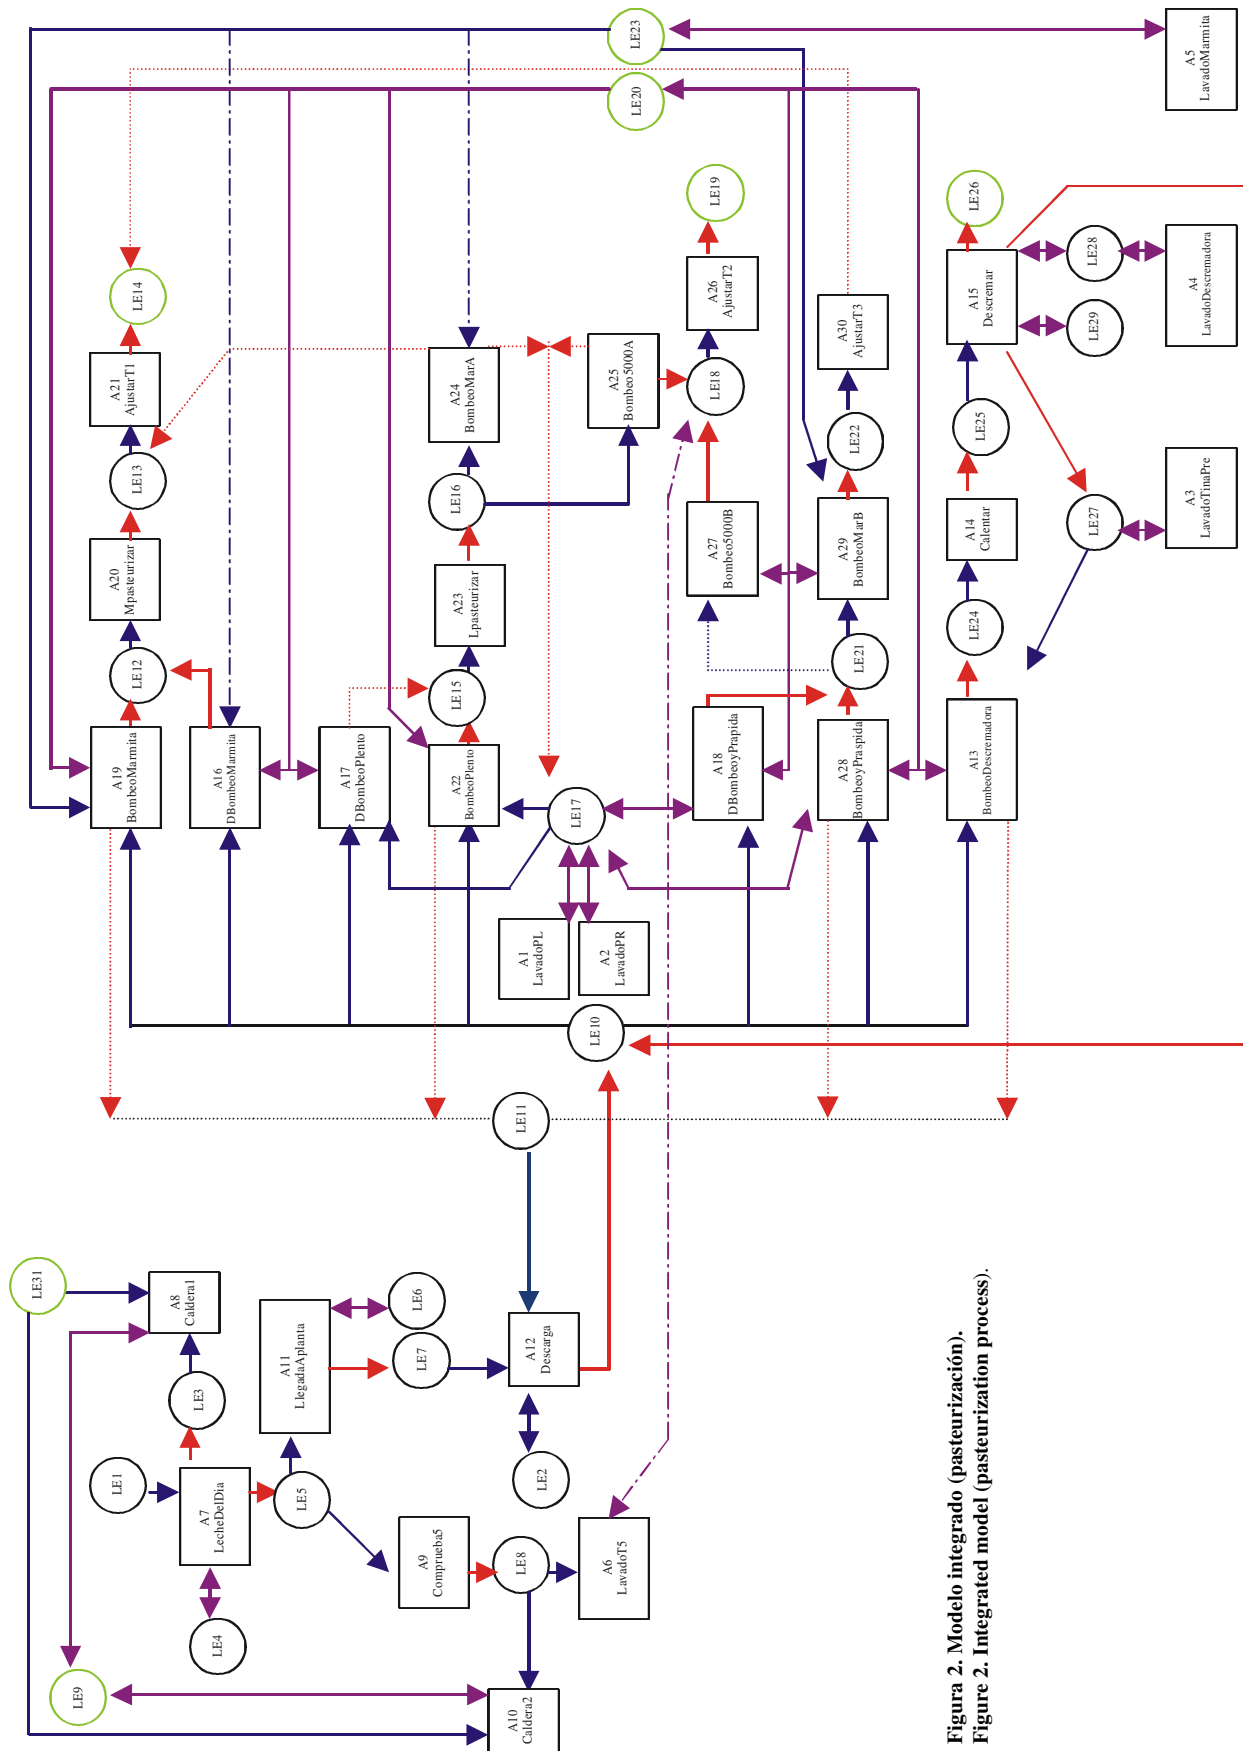 LE31
LE9
A8
Caldera1
LE1
LE3
A7
LecheDelDia
LE4
LE5
A11
LlegadaAplanta
LE6
LE7
A9
Comprueba5
LE8
A12
Descarga
LE2
A6
LavadoT5
A10
Caldera2
LE11
LE10
A1
LavadoPL
A2
LavadoPR
LE17
A19
BombeoMarmita
A16
DBombeoMarmita
A17
DBombeoPlento
A22
BombeoPlento
A18
DBombeoyPrapida
A28
BombeoyPraspida
A13
BombeoDescremadora
LE12
A20
Mpasteurizar
LE13
A21
AjustarT1
LE14
LE15
A23
Lpasteurizar
LE16
A24
BombeoMarA
A25
Bombeo5000A
LE18
A26
AjustarT2
LE19
A27
Bombeo5000B
LE21
A29
BombeoMarB
LE22
A30
AjustarT3
LE24
A14
Calentar
LE25
A15
Descremar
LE26
LE27
LE29
LE28
A3
LavadoTinaPre
A4
LavadoDescremadora
A5
LavadoMarmita
LE23
LE20
Figura 2. Modelo integrado (pasteurización).
Figure 2. Integrated model (pasteurization process).